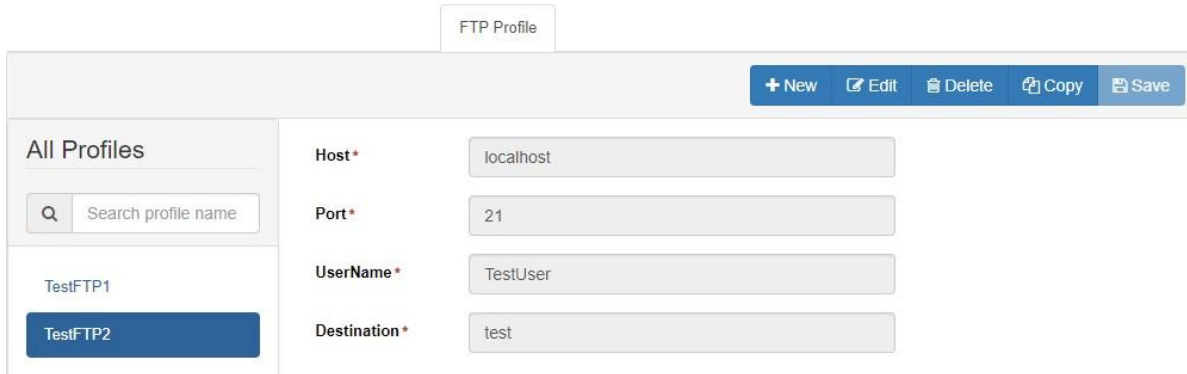 FTP Profile
New Edit Delete Copy Save
All Profiles
Search profile name
TestFTP1
TestFTP2
Host* localhost
Port* 21
UserName* TestUser
Destination* test